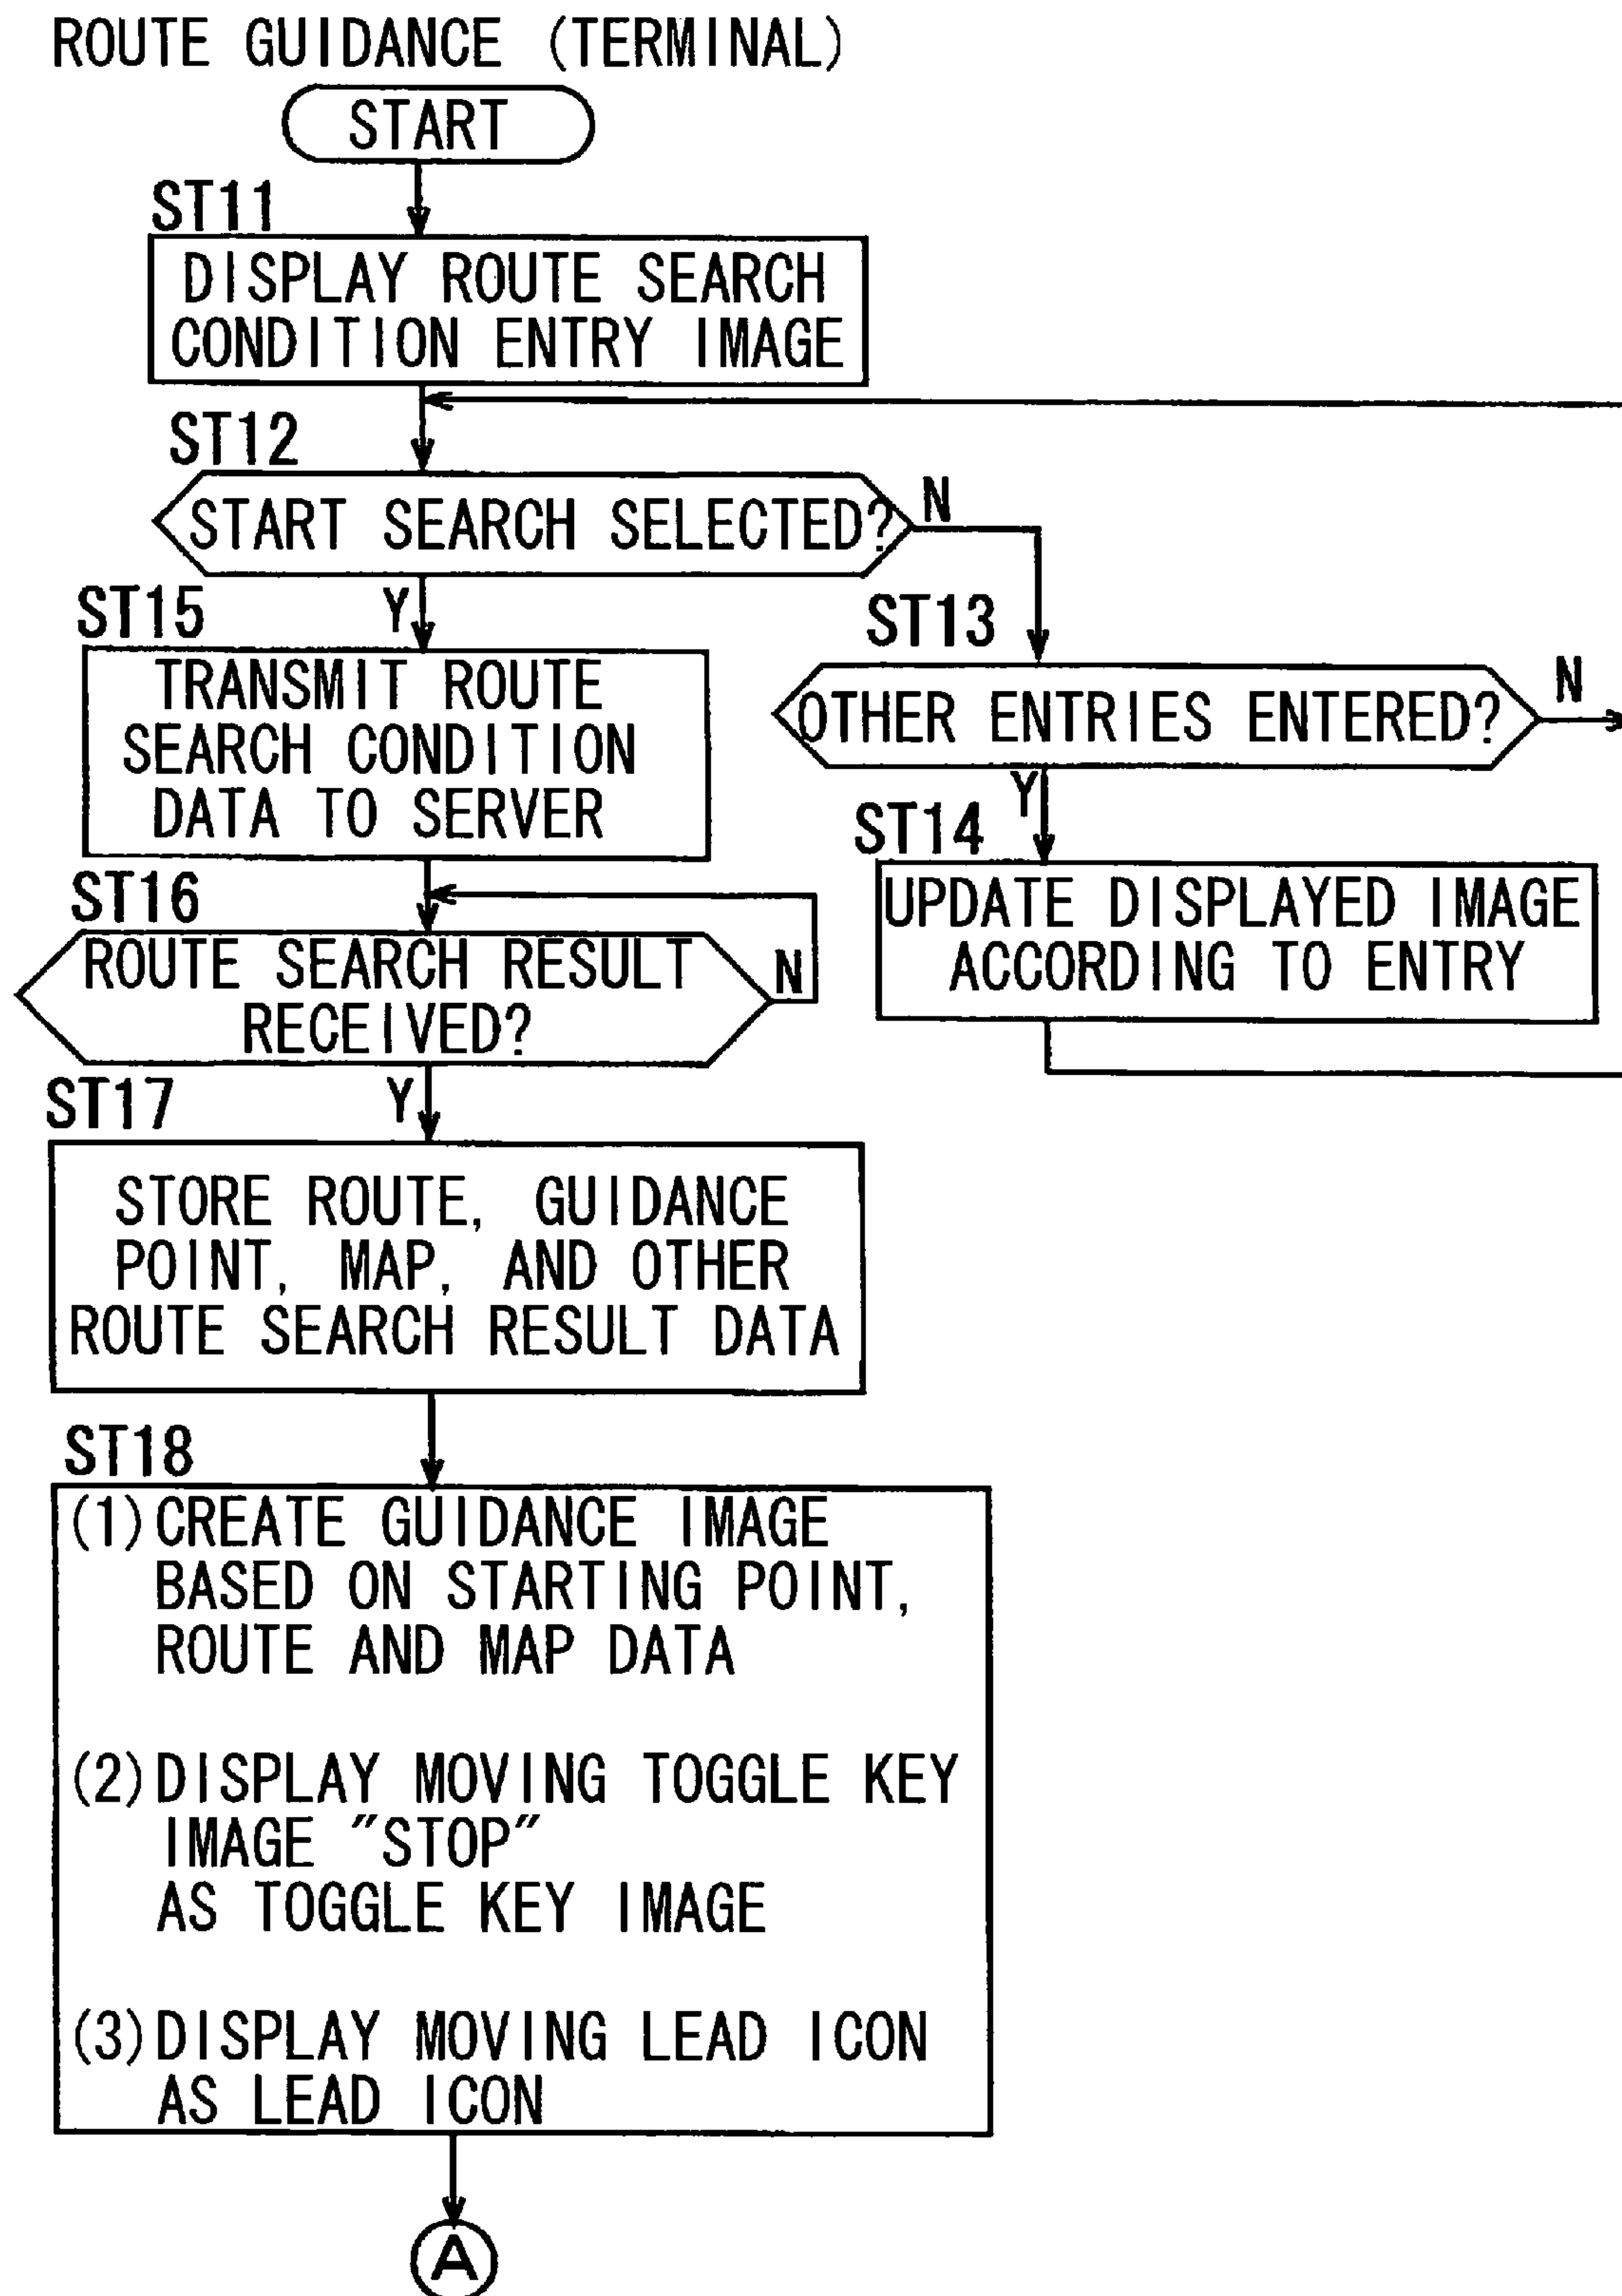 ROUTE GUIDANCE (TERMINAL)
START
ST11
DISPLAY ROUTE SEARCH
CONDITION ENTRY IMAGE
ST12
START SEARCH SELECTED?
N
ST15
Y
TRANSMIT ROUTE
SEARCH CONDITION
DATA TO SERVER
ST13
OTHER ENTRIES ENTERED?
N
Y
ST14
UPDATE DISPLAYED IMAGE
ACCORDING TO ENTRY
ST16
ROUTE SEARCH RESULT
RECEIVED?
N
ST17
Y
STORE ROUTE, GUIDANCE
POINT, MAP, AND OTHER
ROUTE SEARCH RESULT DATA
ST18
(1) CREATE GUIDANCE IMAGE
BASED ON STARTING POINT,
ROUTE AND MAP DATA
(2) DISPLAY MOVING TOGGLE KEY
IMAGE "STOP"
AS TOGGLE KEY IMAGE
(3) DISPLAY MOVING LEAD ICON
AS LEAD ICON
A